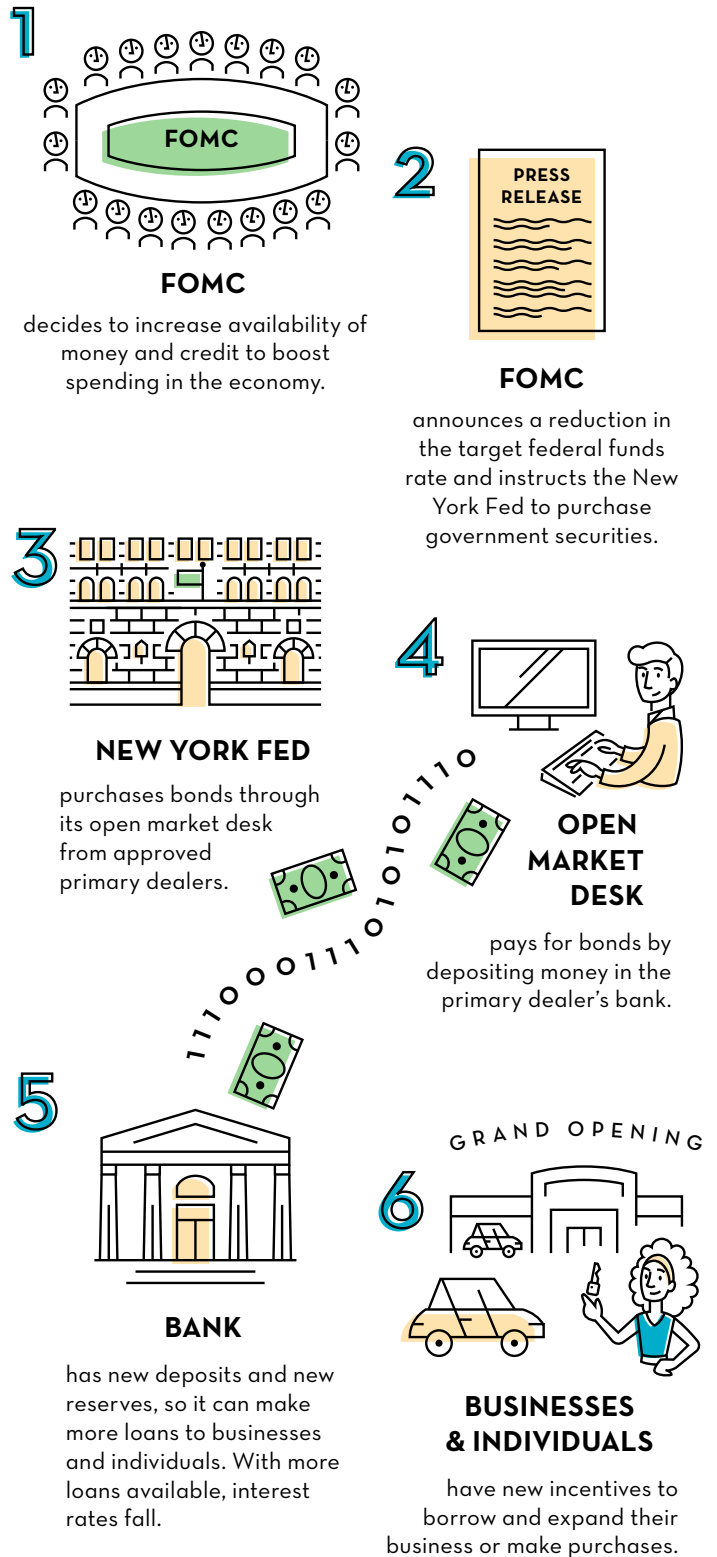 1
FOMC
FOMC
decides to increase availability of
money and credit to boost
spending in the economy.
2
PRESS
RELEASE
FOMC
announces a reduction in
the target federal funds
rate and instructs the New
York Fed to purchase
government securities.
3
NEW YORK FED
purchases bonds through
its open market desk
from approved
primary dealers.
4
OPEN
MARKET
DESK
pays for bonds by
depositing money in the
primary dealer’s bank.
111000111010101110
5
BANK
has new deposits and new
reserves, so it can make
more loans to businesses
and individuals. With more
loans available, interest
rates fall.
6
GRAND OPENING
BUSINESSES
& INDIVIDUALS
have new incentives to
borrow and expand their
business or make purchases.